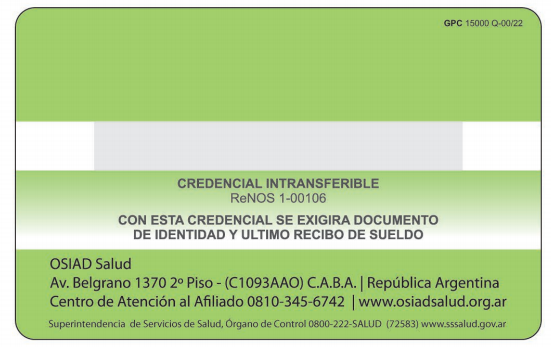 GPC 15000 Q-00/22
CREDENCIAL INTRANSFERIBLE
ReNOS 1-00106
CON ESTA CREDENCIAL SE EXIGIRA DOCUMENTO
DE IDENTIDAD Y ULTIMO RECIBO DE SUELDO
OSIAD Salud
Av. Belgrano 1370 2º Piso - (C1093AAO) C.A.B.A. | República Argentina
Centro de Atención al Afiliado 0810-345-6742 | www.osiadsalud.org.ar
Superintendencia de Servicios de Salud, Órgano de Control 0800-222-SALUD (72583) www.sssalud.gov.ar